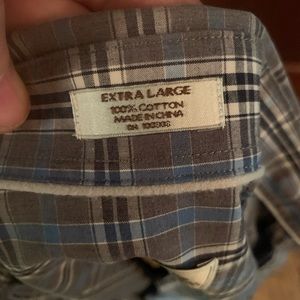 EXTRA LARGE
100% COTTON
MADE IN CHINA